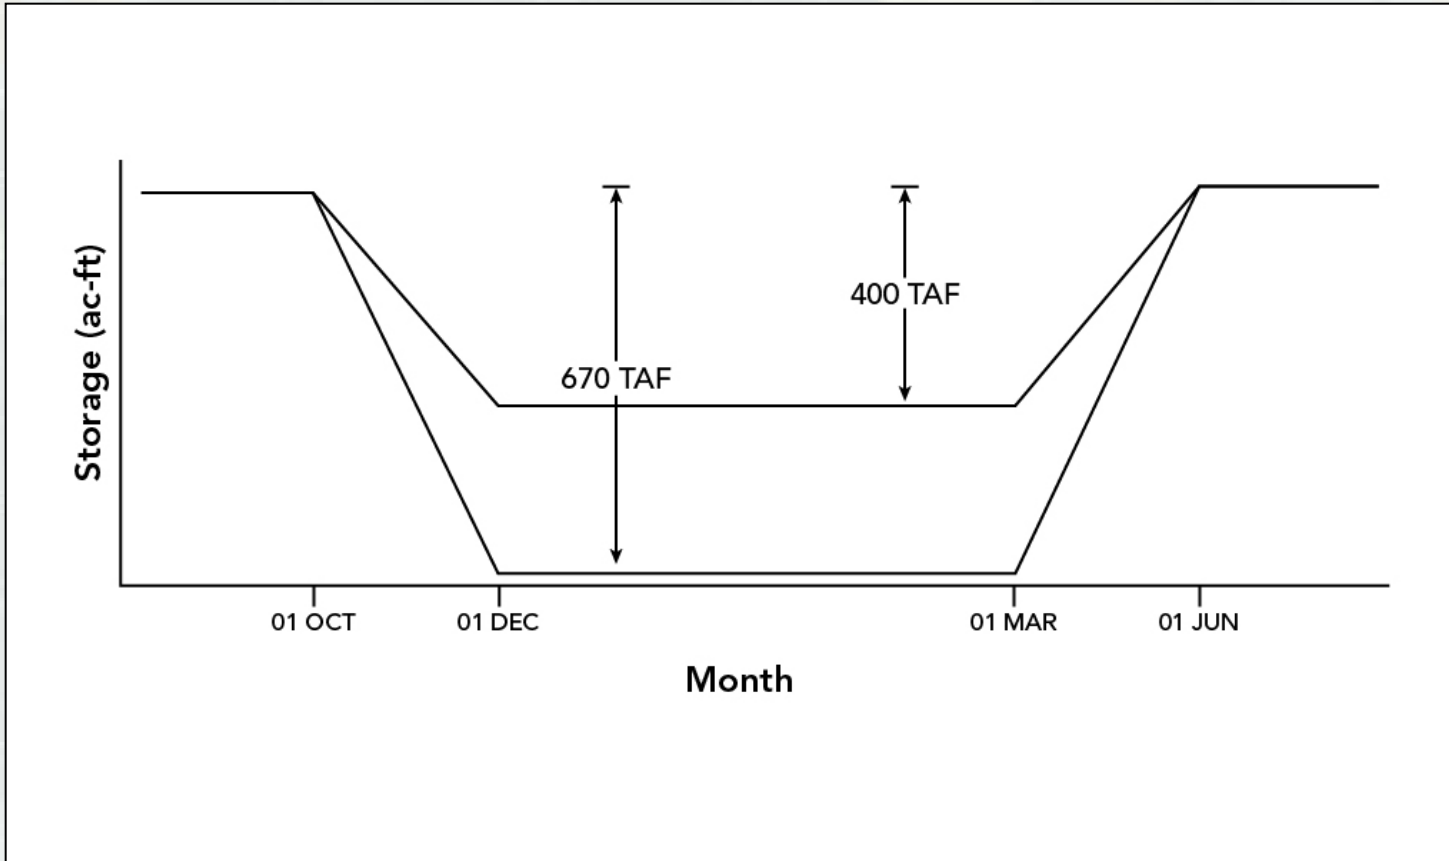 400 TAF
670 TAF
Storage (ac-ft)
01 OCT
01 DEC
01 MAR
01 JUN
Month